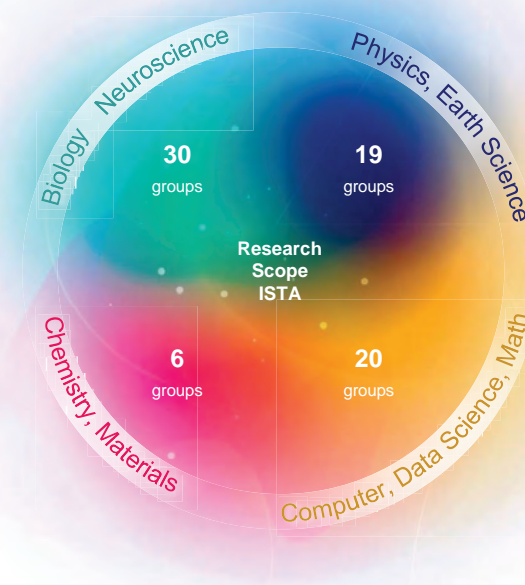 Biology Neuroscience
Physics, Earth Science
30
groups
19
groups
Research
Scope
ISTA
6
groups
20
groups
Chemistry, Materials
Computer, Data Science, Math